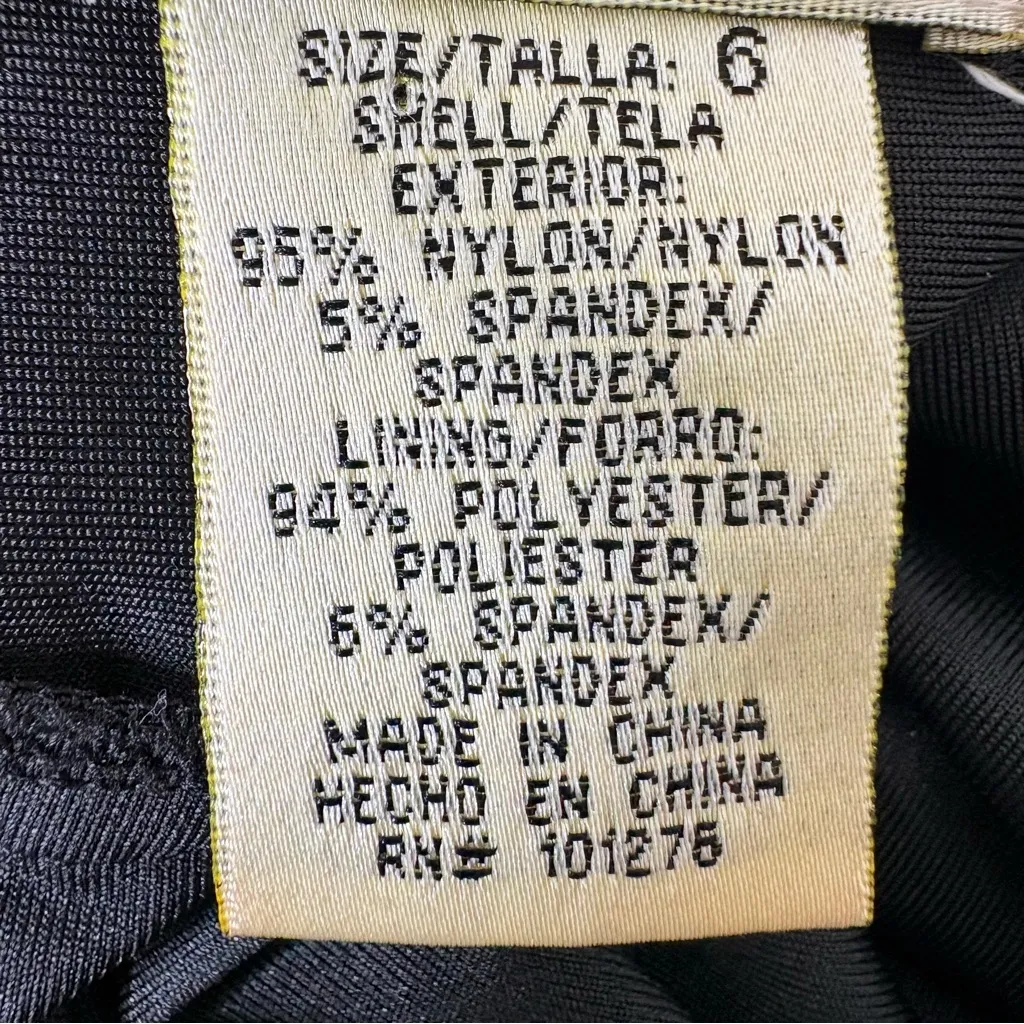 SIZE/TALLA: 6
SHELL/TELA
EXTERIOR:
95% NYLON/NYLON
5% SPANDEX/
SPANDEX
LINING/FORRO:
94% POLYESTER/
POLIESTER
6% SPANDEX/
SPANDEX
MADE IN CHINA
HECHO EN CHINA
RN# 101276